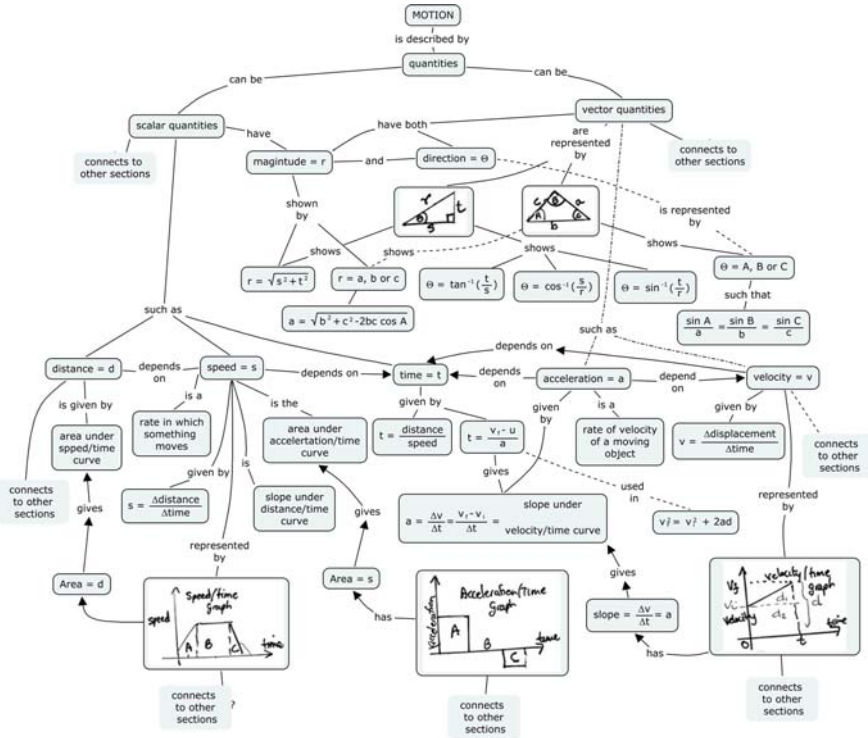 MOTION
is described by
quantities
can be
can be
scalar quantities
vector quantities
have
have both
are
represented
by
connects to
other sections
magintude = r
and
direction = Θ
connects to
other sections
shown
by
r
t
s
Θ
c
B
a
A
C
b
is represented
by
shows
shows
shows
shows
r = √s² + t²
r = a, b or c
Θ = tan⁻¹ (t/s)
Θ = cos⁻¹ (s/r)
Θ = sin⁻¹ (t/r)
Θ = A, B or C
such that
a = √b² + c² -2bc cos A
sin A/a = sin B/b = sin C/c
such as
such as
depends on
distance = d
depends
on
speed = s
depends on
time = t
depends
on
acceleration = a
depend
on
velocity = v
is given by
is a
is the
given by
given
by
is a
given by
area under
spped/time
curve
rate in which
something
moves
area under
accelertation/time
curve
t = distance/speed
t = v₁ - u/a
rate of velocity
of a moving
object
v = Δdisplacement/Δtime
connects to
other
sections
given by
is
gives
represented
by
connects
to other
sections
gives
s = Δdistance/Δtime
slope under
distance/time
curve
gives
a = Δv/Δt = v₁-vᵢ/Δt = slope under
velocity/time curve
used
in
v₁² = vᵢ² + 2ad
represented
by
Area = d
Area = s
gives
slope = Δv/Δt = a
has
has
Speed/time
Graph
speed
A
B
C
time
Acceleration/Time
Graph
Acceleration
A
B
C
time
velocity/time
graph
Vf
Vi
velocity
d₁
d₂
d
O
t
time
connects to
other
sections
?
connects to
other
sections
connects to
other
sections